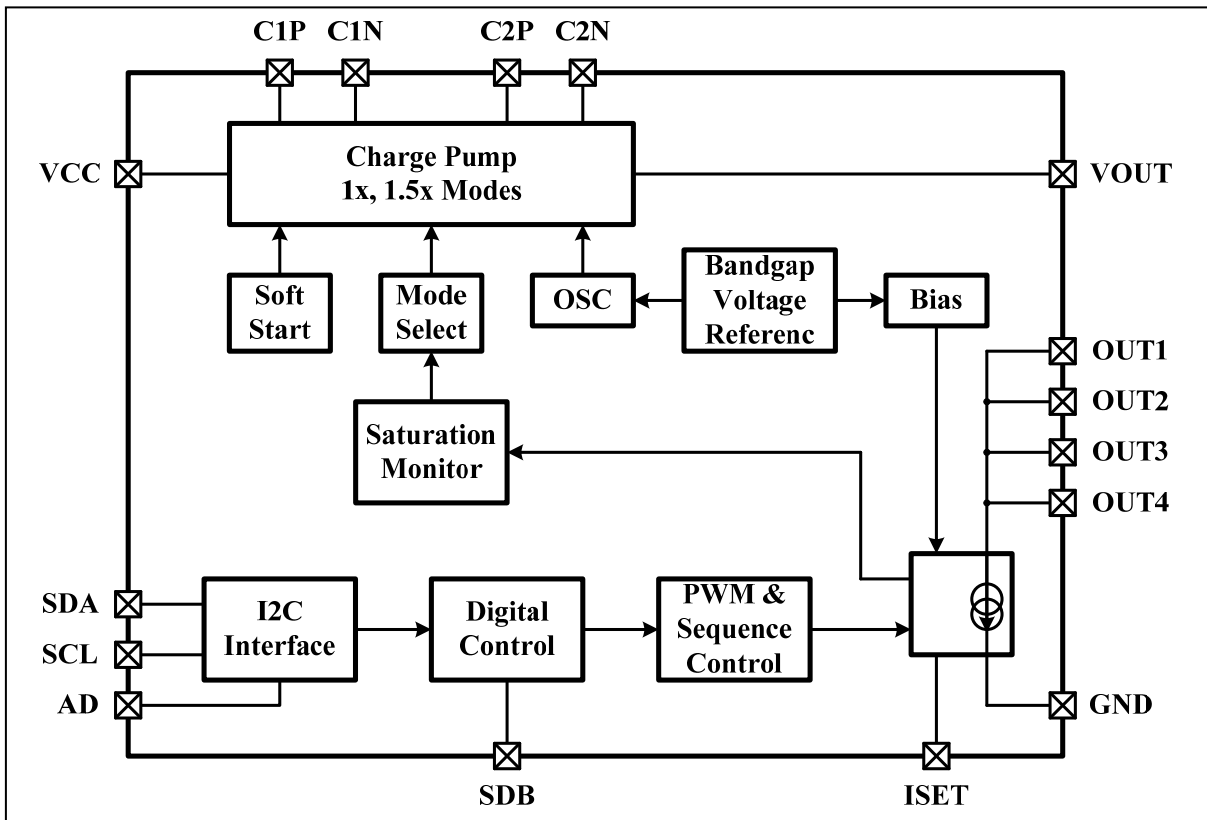 C1P C1N C2P C2N
VCC
Charge Pump
1x, 1.5x Modes
VOUT
Soft
Start
Mode
Select
OSC
Bandgap
Voltage
Referenc
Bias
OUT1
OUT2
OUT3
OUT4
Saturation
Monitor
SDA
SCL
AD
I2C
Interface
Digital
Control
PWM &
Sequence
Control
GND
SDB
ISET